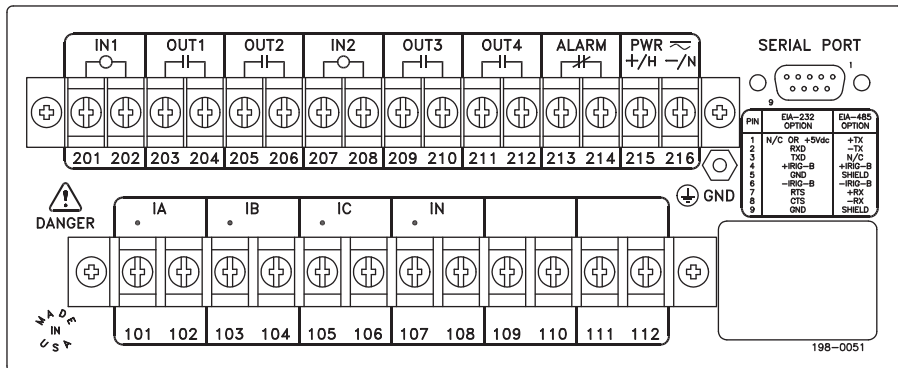 IN1 OUT1 OUT2 IN2 OUT3 OUT4 ALARM PWR
+/H −/N
201 202 203 204 205 206 207 208 209 210 211 212 213 214 215 216
SERIAL PORT
1
9
PIN EIA–232 OPTION EIA–485 OPTION
1 N/C OR +5Vdc +TX
2 RXD −TX
3 TXD N/C
4 +IRIG–B +IRIG–B
5 GND SHIELD
6 −IRIG–B −IRIG–B
7 RTS +RX
8 CTS −RX
9 GND SHIELD
GND
DANGER
IA IB IC IN
101 102 103 104 105 106 107 108 109 110 111 112
MADE
IN
USA
198–0051